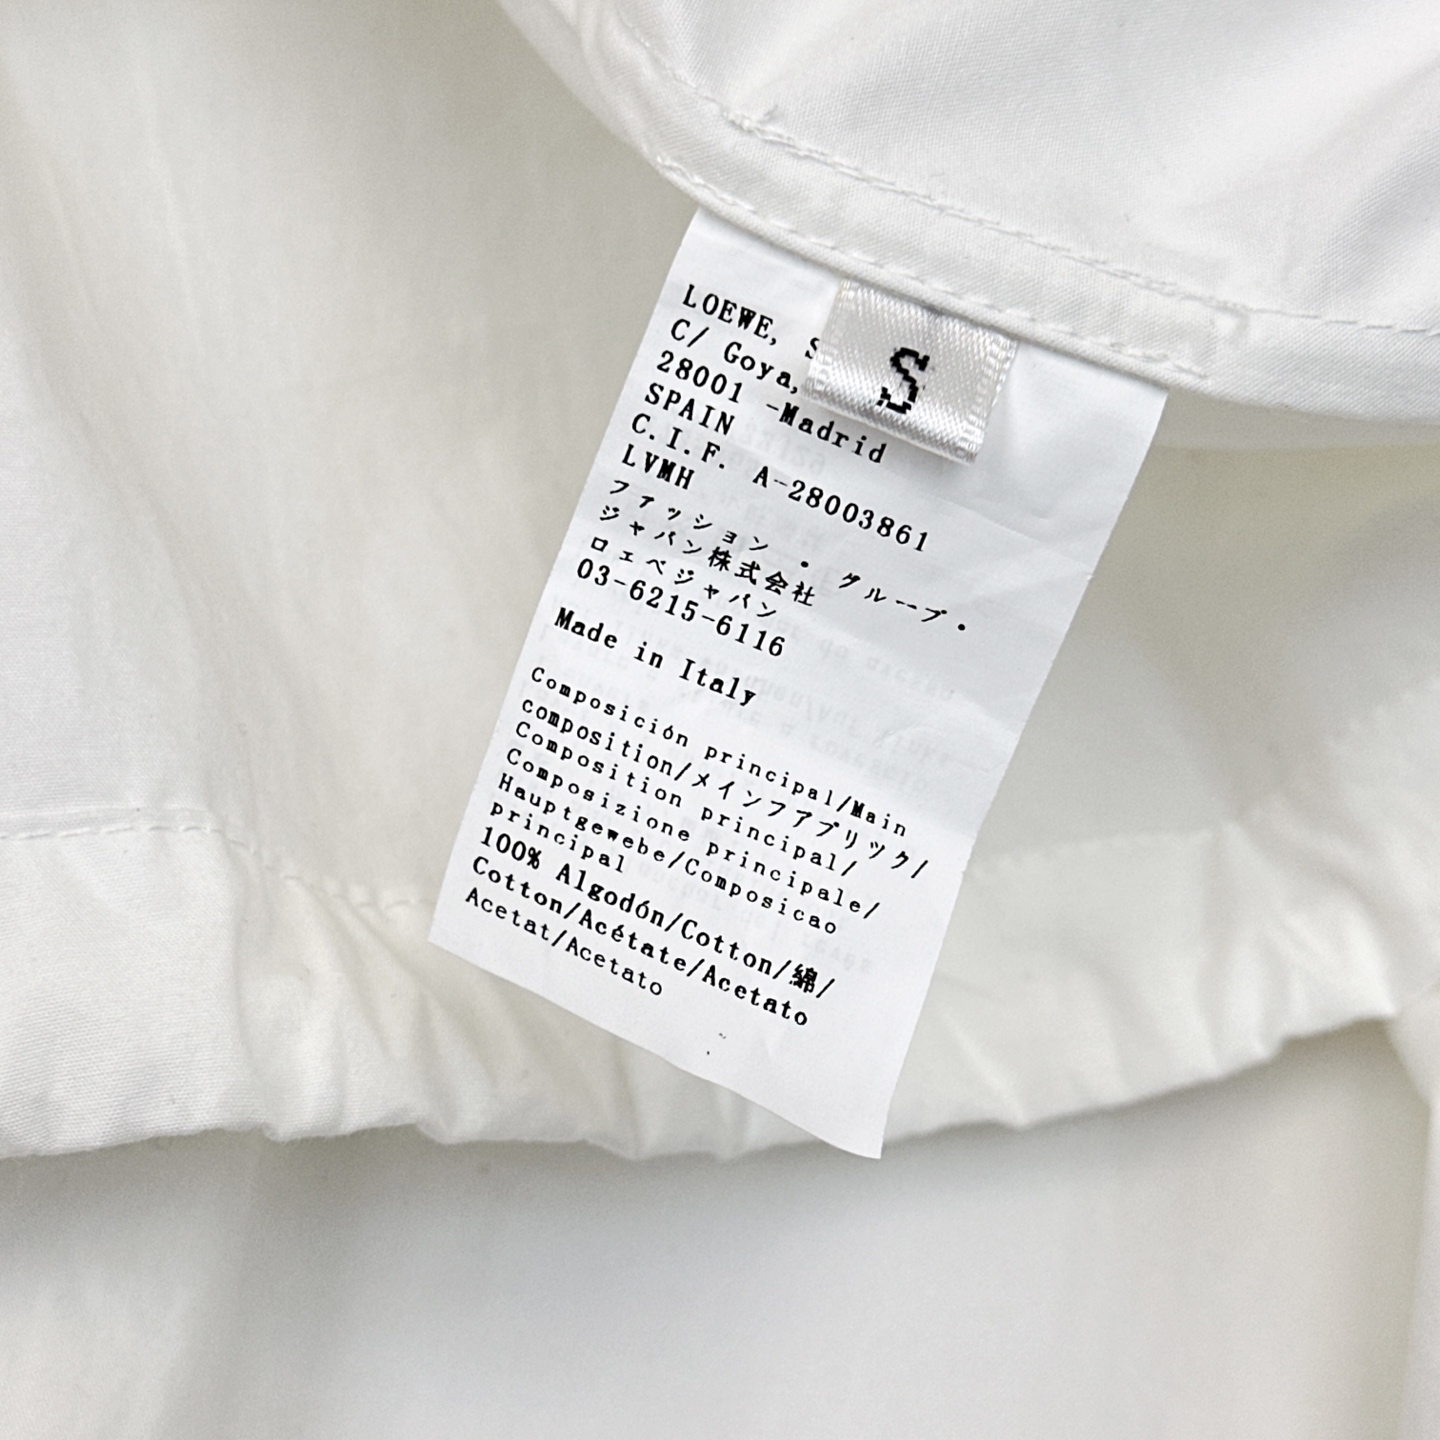 LOEWE, S
C/ Goya,
28001 -Madrid
SPAIN
C.I.F. A-28003861
LVMH
ファッション・グループ・
ジャパン株式会社
ロエベジャパン
03-6215-6116
Made in Italy
Composición principal/Main
composition/メインファブリック/
Composition principal/
Composizione principale/
Hauptgewebe/Composicao
principal
100% Algodón/Cotton/綿/
Cotton/Acétate/Acetato
Acetat/Acetato
S